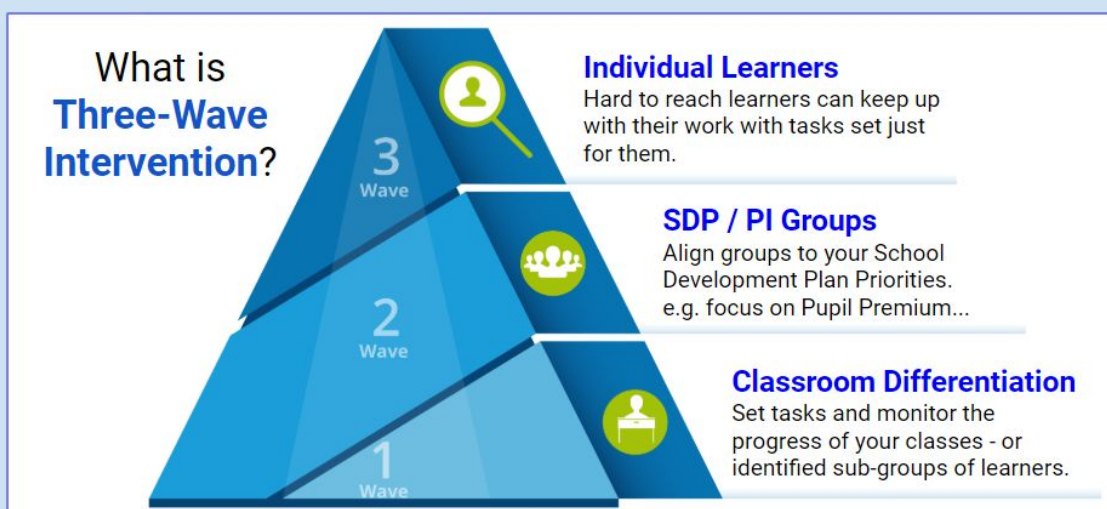 What is
Three-Wave
Intervention?
3
Wave
Individual Learners
Hard to reach learners can keep up
with their work with tasks set just
for them.
2
Wave
SDP / PI Groups
Align groups to your School
Development Plan Priorities.
e.g. focus on Pupil Premium...
1
Wave
Classroom Differentiation
Set tasks and monitor the
progress of your classes - or
identified sub-groups of learners.